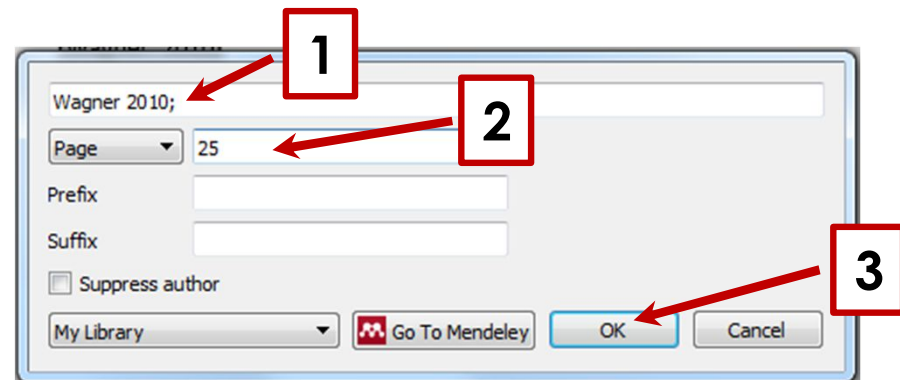 1
Wagner 2010;
2
Page 25
Prefix
Suffix
Suppress author
3
My Library Go To Mendeley OK Cancel